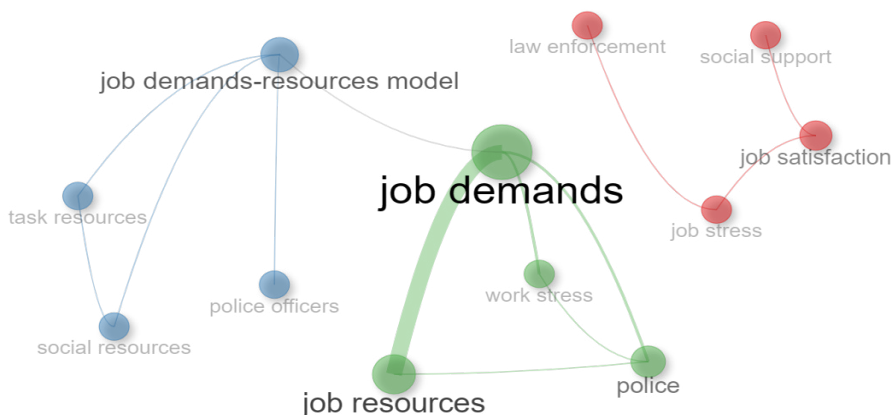 law enforcement
social support
job demands-resources model
job satisfaction
job demands
task resources
job stress
work stress
police officers
social resources
police
job resources